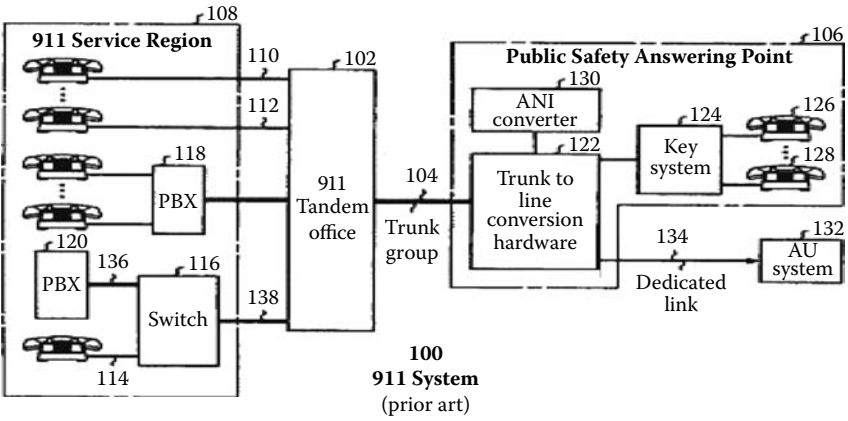 108
911 Service Region
110
112
118
PBX
120
PBX
136
116
Switch
114
138
102
911
Tandem
office
104
Trunk
group
106
Public Safety Answering Point
130
ANI
converter
122
Trunk to
line
conversion
hardware
124
Key
system
126
128
134
Dedicated
link
132
AU
system
100
911 System
(prior art)